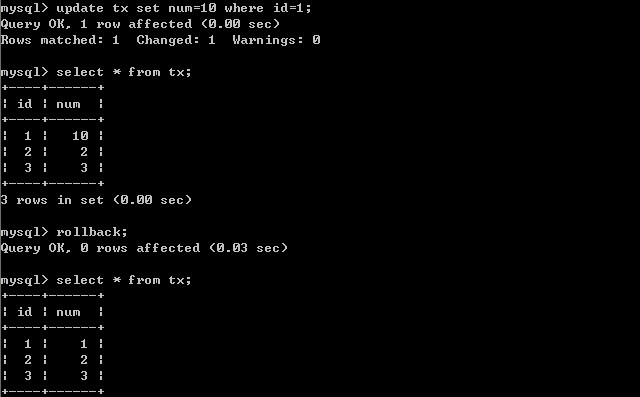 mysql> update tx set num=10 where id=1;
Query OK, 1 row affected (0.00 sec)
Rows matched: 1  Changed: 1  Warnings: 0

mysql> select * from tx;
+----+------+
¦ id ¦ num  ¦
+----+------+
¦  1 ¦   10 ¦
¦  2 ¦    2 ¦
¦  3 ¦    3 ¦
+----+------+
3 rows in set (0.00 sec)

mysql> rollback;
Query OK, 0 rows affected (0.03 sec)

mysql> select * from tx;
+----+------+
¦ id ¦ num  ¦
+----+------+
¦  1 ¦    1 ¦
¦  2 ¦    2 ¦
¦  3 ¦    3 ¦
+----+------+